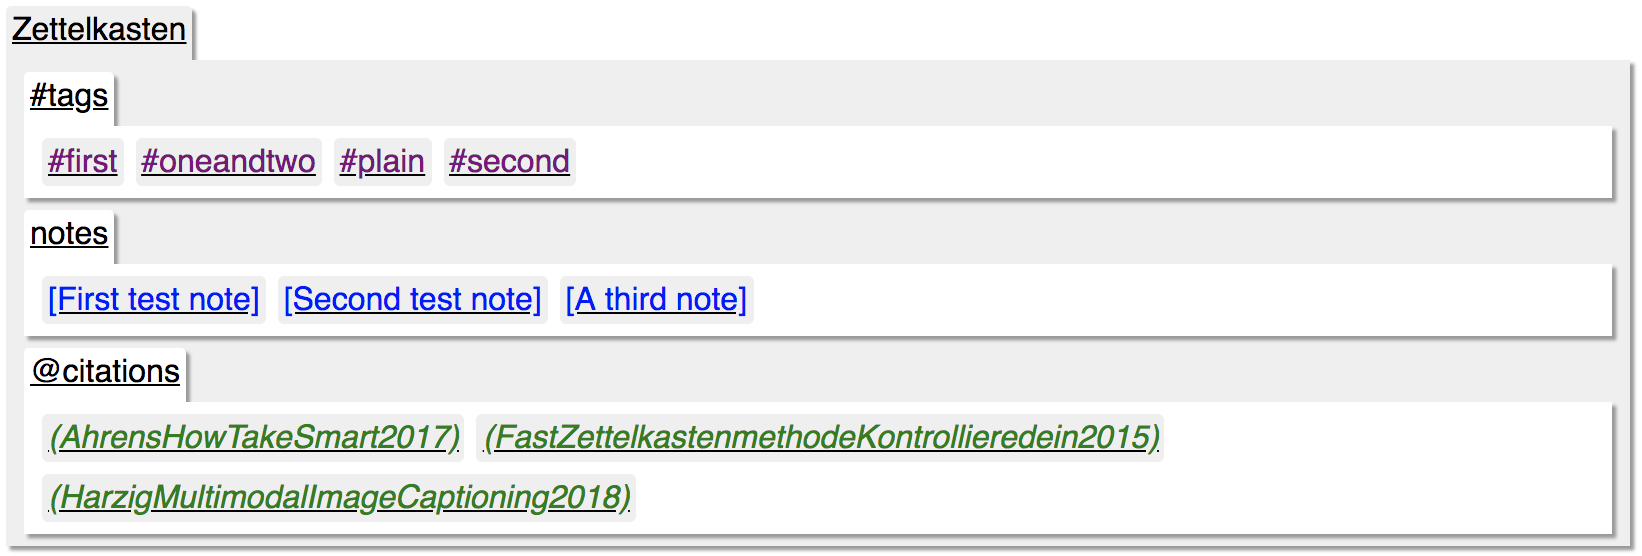 Zettelkasten
#tags
#first #oneandtwo #plain #second
notes
[First test note] [Second test note] [A third note]
@citations
(AhrensHowTakeSmart2017) (FastZettelkastenmethodeKontrollieredein2015)
(HarzigMultimodalImageCaptioning2018)